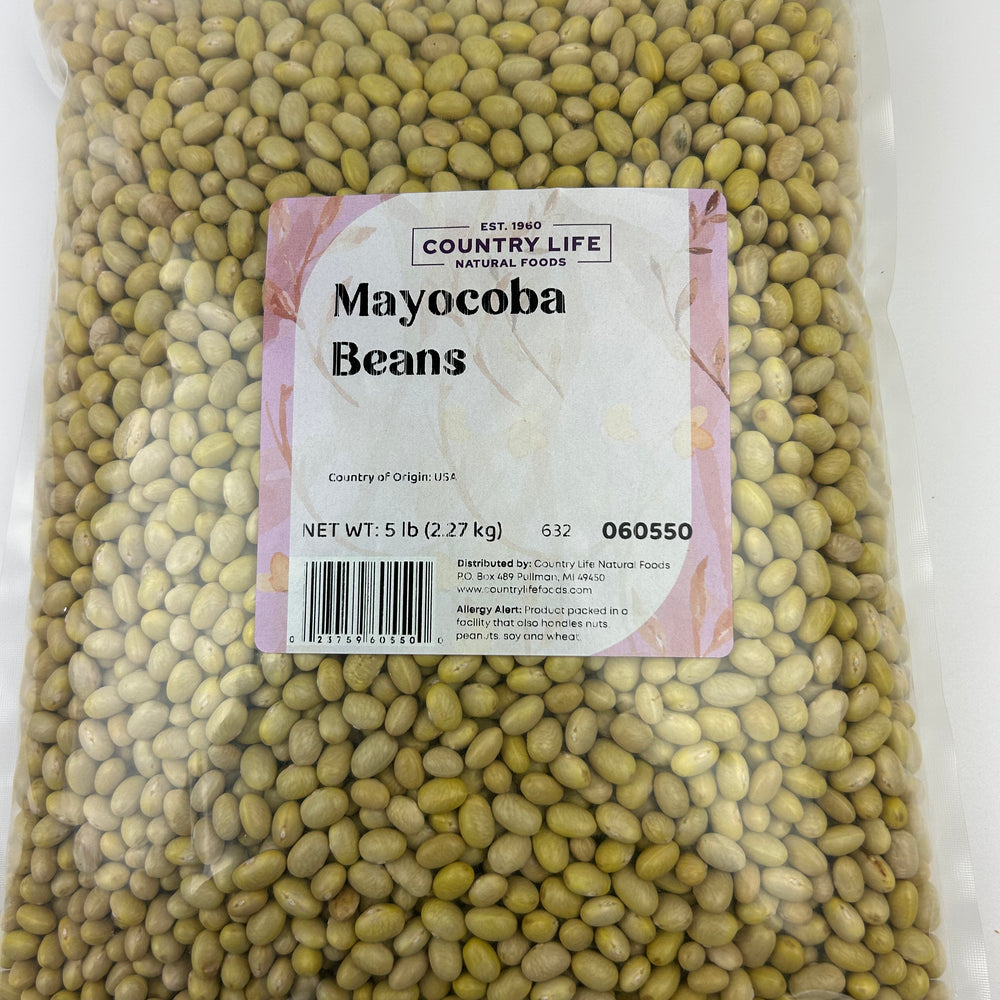 EST. 1960
COUNTRY LIFE
NATURAL FOODS
Mayocoba
Beans
Country of Origin: USA
NET WT: 5 lb (2.27 kg) 632 060550
Distributed by: Country Life Natural Foods
P.O. Box 489 Pullman, MI 49450
www.countrylifefoods.com
Allergy Alert: Product packed in a
facility that also handles nuts,
peanuts, soy and wheat.
0 23759 60550 0